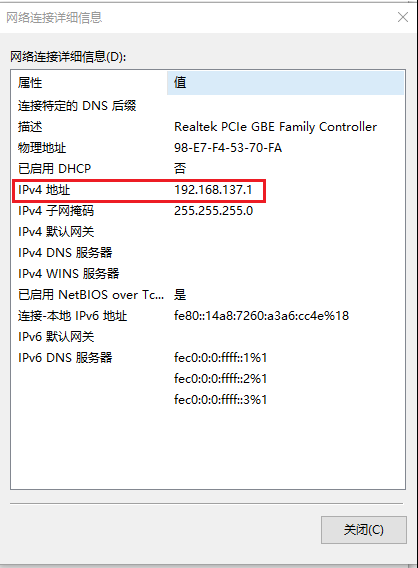 网络连接详细信息
网络连接详细信息(D):
属性 值
连接特定的 DNS 后缀
描述 Realtek PCIe GBE Family Controller
物理地址 98-E7-F4-53-70-FA
已启用 DHCP 否
IPv4 地址 192.168.137.1
IPv4 子网掩码 255.255.255.0
IPv4 默认网关
IPv4 DNS 服务器
IPv4 WINS 服务器
已启用 NetBIOS over Tc... 是
连接-本地 IPv6 地址 fe80::14a8:7260:a3a6:cc4e%18
IPv6 默认网关
IPv6 DNS 服务器 fec0:0:0:ffff::1%1
fec0:0:0:ffff::2%1
fec0:0:0:ffff::3%1
关闭(C)